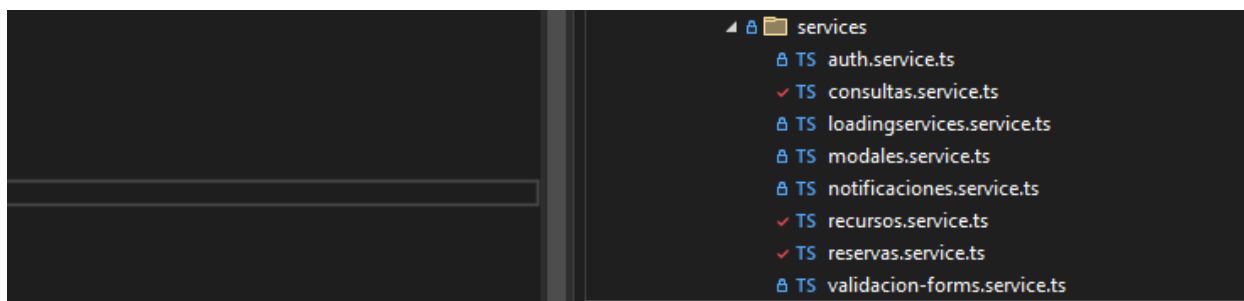 services
TS auth.service.ts
TS consultas.service.ts
TS loadingservices.service.ts
TS modales.service.ts
TS notificaciones.service.ts
TS recursos.service.ts
TS reservas.service.ts
TS validacion-forms.service.ts